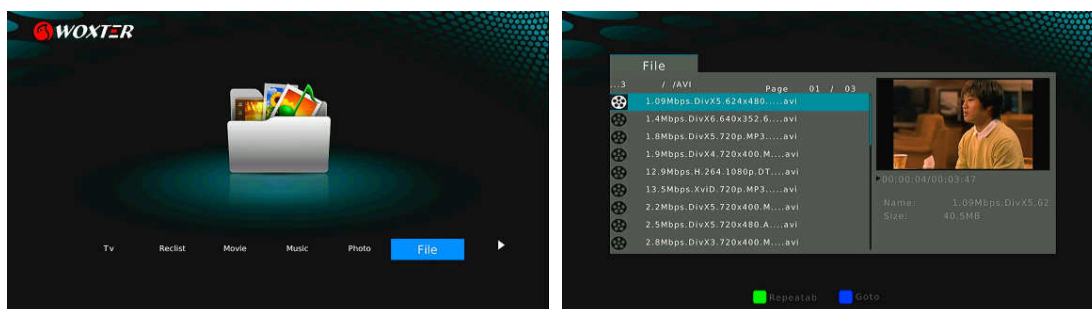 WOXTER
Tv Reclist Movie Music Photo File
File
...3 / /AVI Page 01 / 03
1.09Mbps.DivX5.624x480.....avi
1.4Mbps.DivX6.640x352.6....avi
1.8Mbps.DivX5.720p.MP3.....avi
1.9Mbps.DivX4.720x400.M....avi
12.9Mbps.H.264.1080p.DT....avi
13.5Mbps.XviD.720p.MP3.....avi
2.2Mbps.DivX5.720x400.M....avi
2.5Mbps.DivX5.720x480.A....avi
2.8Mbps.DivX3.720x400.M....avi
00:00:04/00:03:47
Name: 1.09Mbps.DivX5.62
Size: 40.5MB
Repeatab Goto